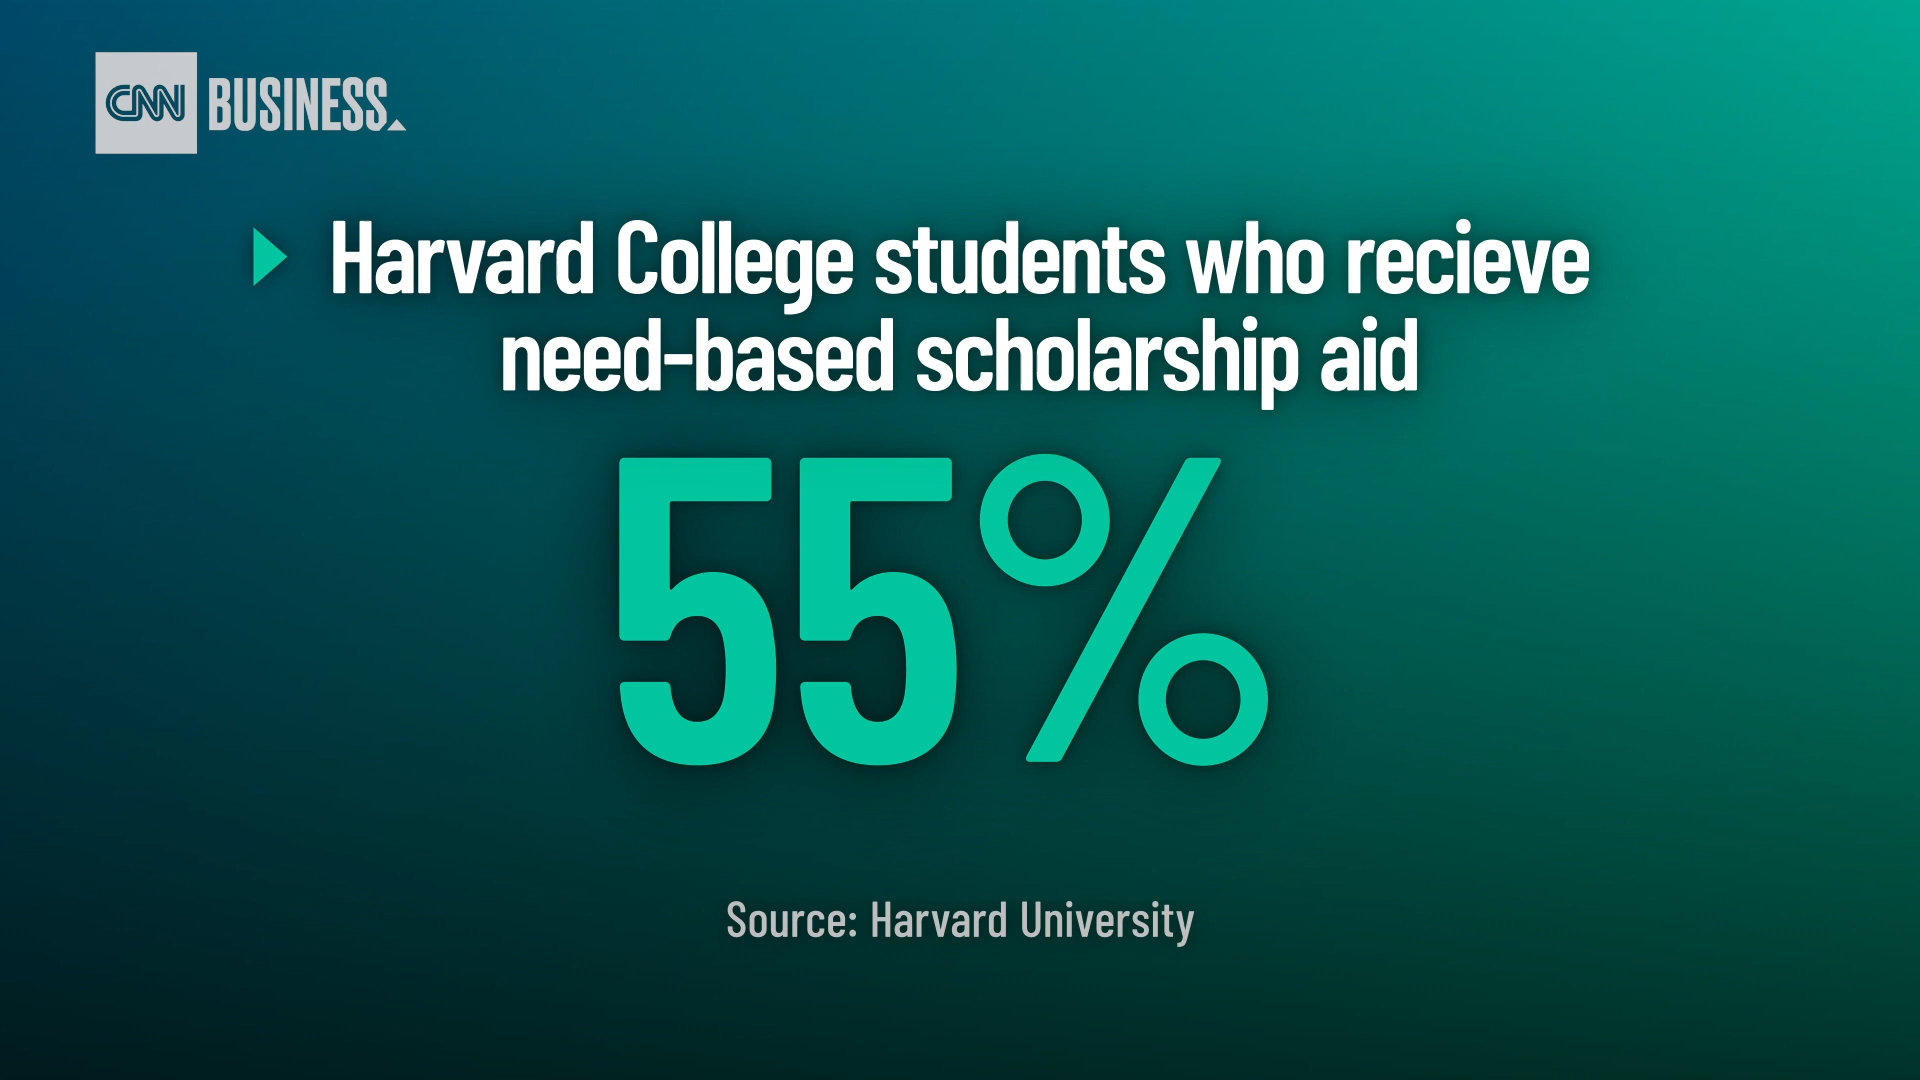 CNN BUSINESS
Harvard College students who recieve
need-based scholarship aid
55%
Source: Harvard University